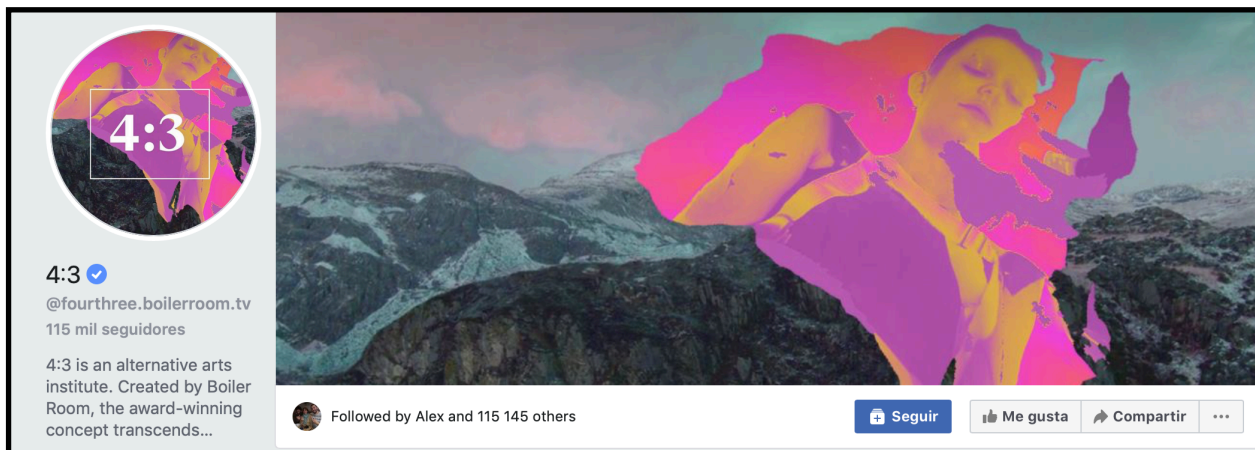 4:3
4:3
@fourthree.boilerroom.tv
115 mil seguidores
4:3 is an alternative arts
institute. Created by Boiler
Room, the award-winning
concept transcends...
Followed by Alex and 115 145 others
Seguir
Me gusta
Compartir
...